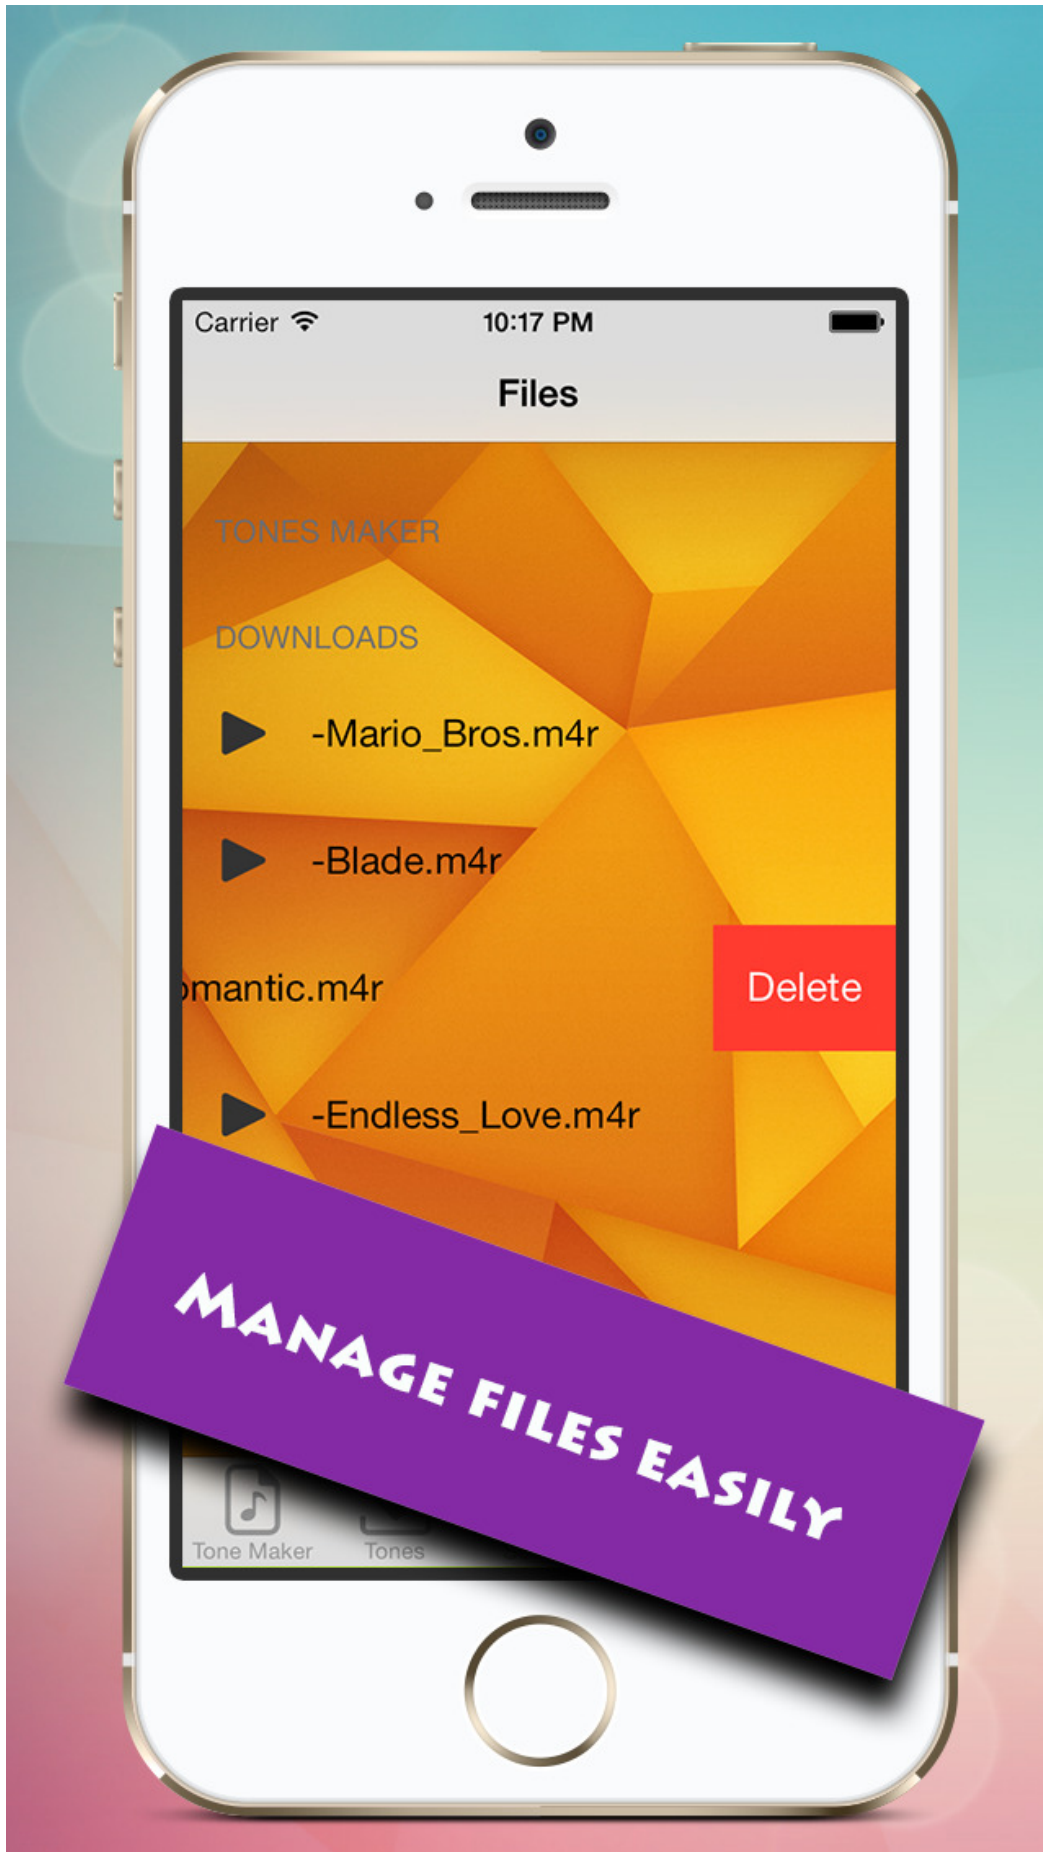 Carrier 10:17 PM
Files
TONES MAKER
DOWNLOADS
-Mario_Bros.m4r
-Blade.m4r
omantic.m4r Delete
-Endless_Love.m4r
MANAGE FILES EASILY
Tone Maker Tones